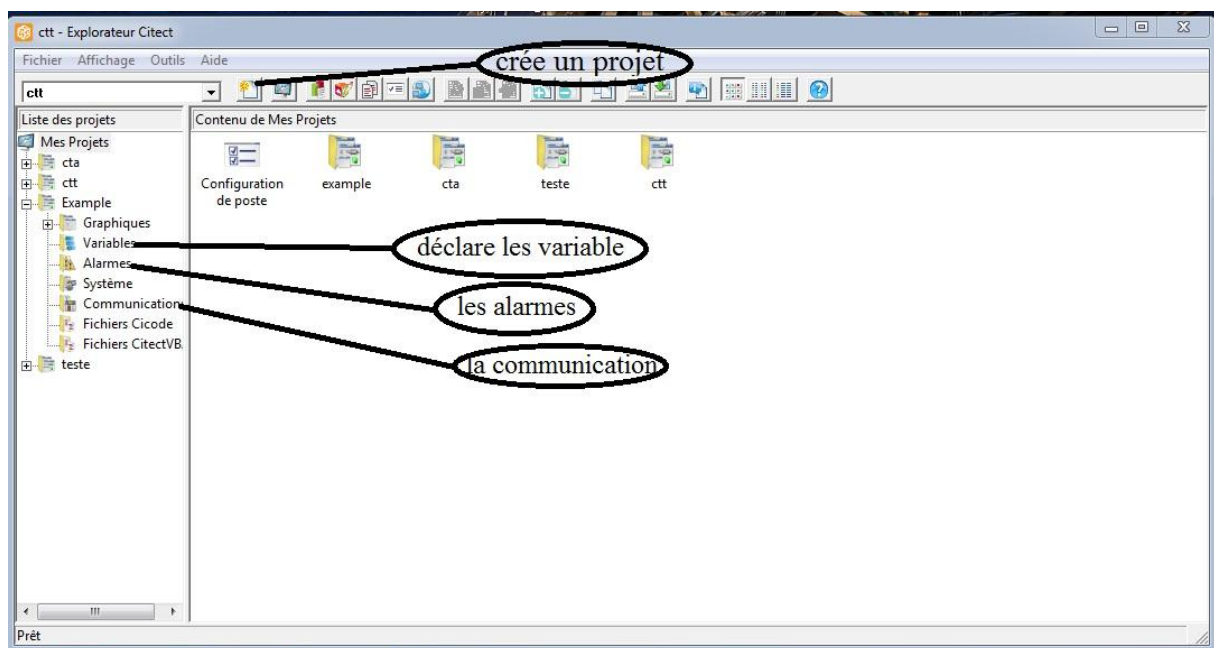 ctt - Explorateur Citect
Fichier Affichage Outils Aide
crée un projet
ctt
Liste des projets
Contenu de Mes Projets
Mes Projets
cta
ctt
Example
Graphiques
Variables
Alarmes
Système
Communication
Fichiers Cicode
Fichiers CitectVB
teste
Configuration
de poste
example
cta
teste
ctt
déclare les variable
les alarmes
la communication
Prêt